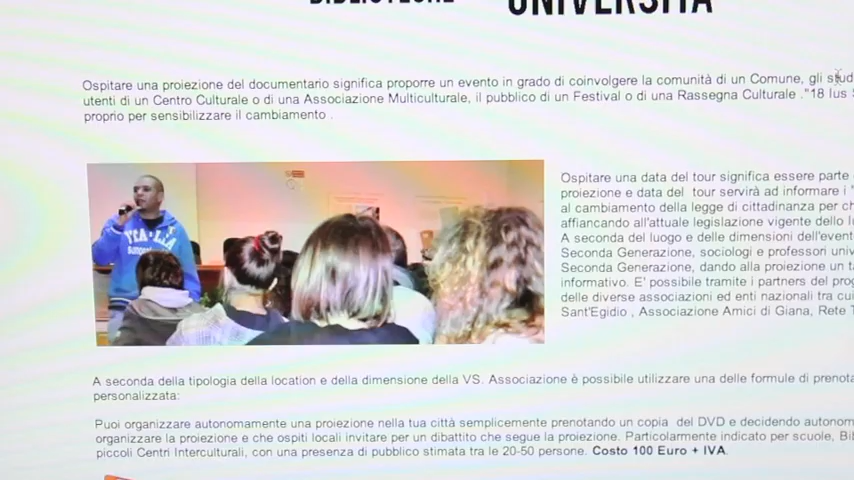 BIBLIOTECHE UNIVERSITÀ
Ospitare una proiezione del documentario significa proporre un evento in grado di coinvolgere la comunità di un Comune, gli
utenti di un Centro Culturale o di una Associazione Multiculturale, il pubblico di un Festival o di una Rassegna Culturale ."18 Ius
proprio per sensibilizzare il cambiamento .
ITALIA
Ospitare una data del tour significa essere parte
proiezione e data del tour servirà ad informare i "
al cambiamento della legge di cittadinanza per
affiancando all'attuale legislazione vigente dello
A seconda del luogo e delle dimensioni dell'event
Seconda Generazione, sociologi e professori univ
Seconda Generazione, dando alla proiezione un
informativo. E' possibile tramite i partners del pro
delle diverse associazioni ed enti nazionali tra cui
Sant'Egidio , Associazione Amici di Giana, Rete
A seconda della tipologia della location e della dimensione della VS. Associazione è possibile utilizzare una delle formule di
personalizzata:
Puoi organizzare autonomamente una proiezione nella tua città semplicemente prenotando un copia del DVD e decidendo autonom
organizzare la proiezione e che ospiti locali invitare per un dibattito che segue la proiezione. Particolarmente indicato per scuole,
piccoli Centri Interculturali, con una presenza di pubblico stimata tra le 20-50 persone. Costo 100 Euro + IVA.